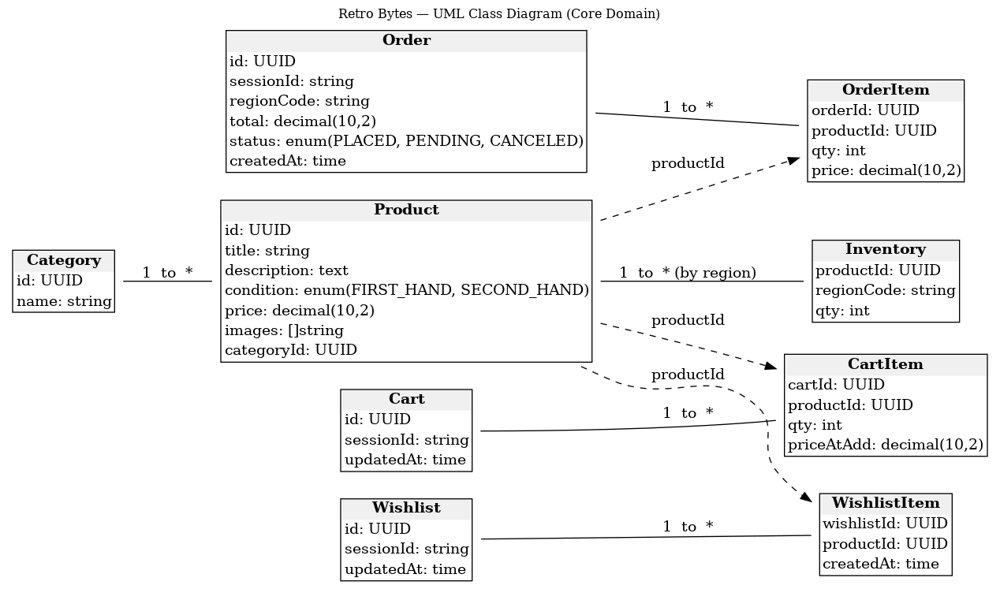 Retro Bytes — UML Class Diagram (Core Domain)
Order
id: UUID
sessionId: string
regionCode: string
total: decimal(10,2)
status: enum(PLACED, PENDING, CANCELED)
createdAt: time
1 to *
OrderItem
orderId: UUID
productId: UUID
qty: int
price: decimal(10,2)
productId
Category
id: UUID
name: string
1 to *
Product
id: UUID
title: string
description: text
condition: enum(FIRST_HAND, SECOND_HAND)
price: decimal(10,2)
images: []string
categoryId: UUID
1 to * (by region)
Inventory
productId: UUID
regionCode: string
qty: int
productId
productId
CartItem
cartId: UUID
productId: UUID
qty: int
priceAtAdd: decimal(10,2)
Cart
id: UUID
sessionId: string
updatedAt: time
1 to *
Wishlist
id: UUID
sessionId: string
updatedAt: time
1 to *
WishlistItem
wishlistId: UUID
productId: UUID
createdAt: time